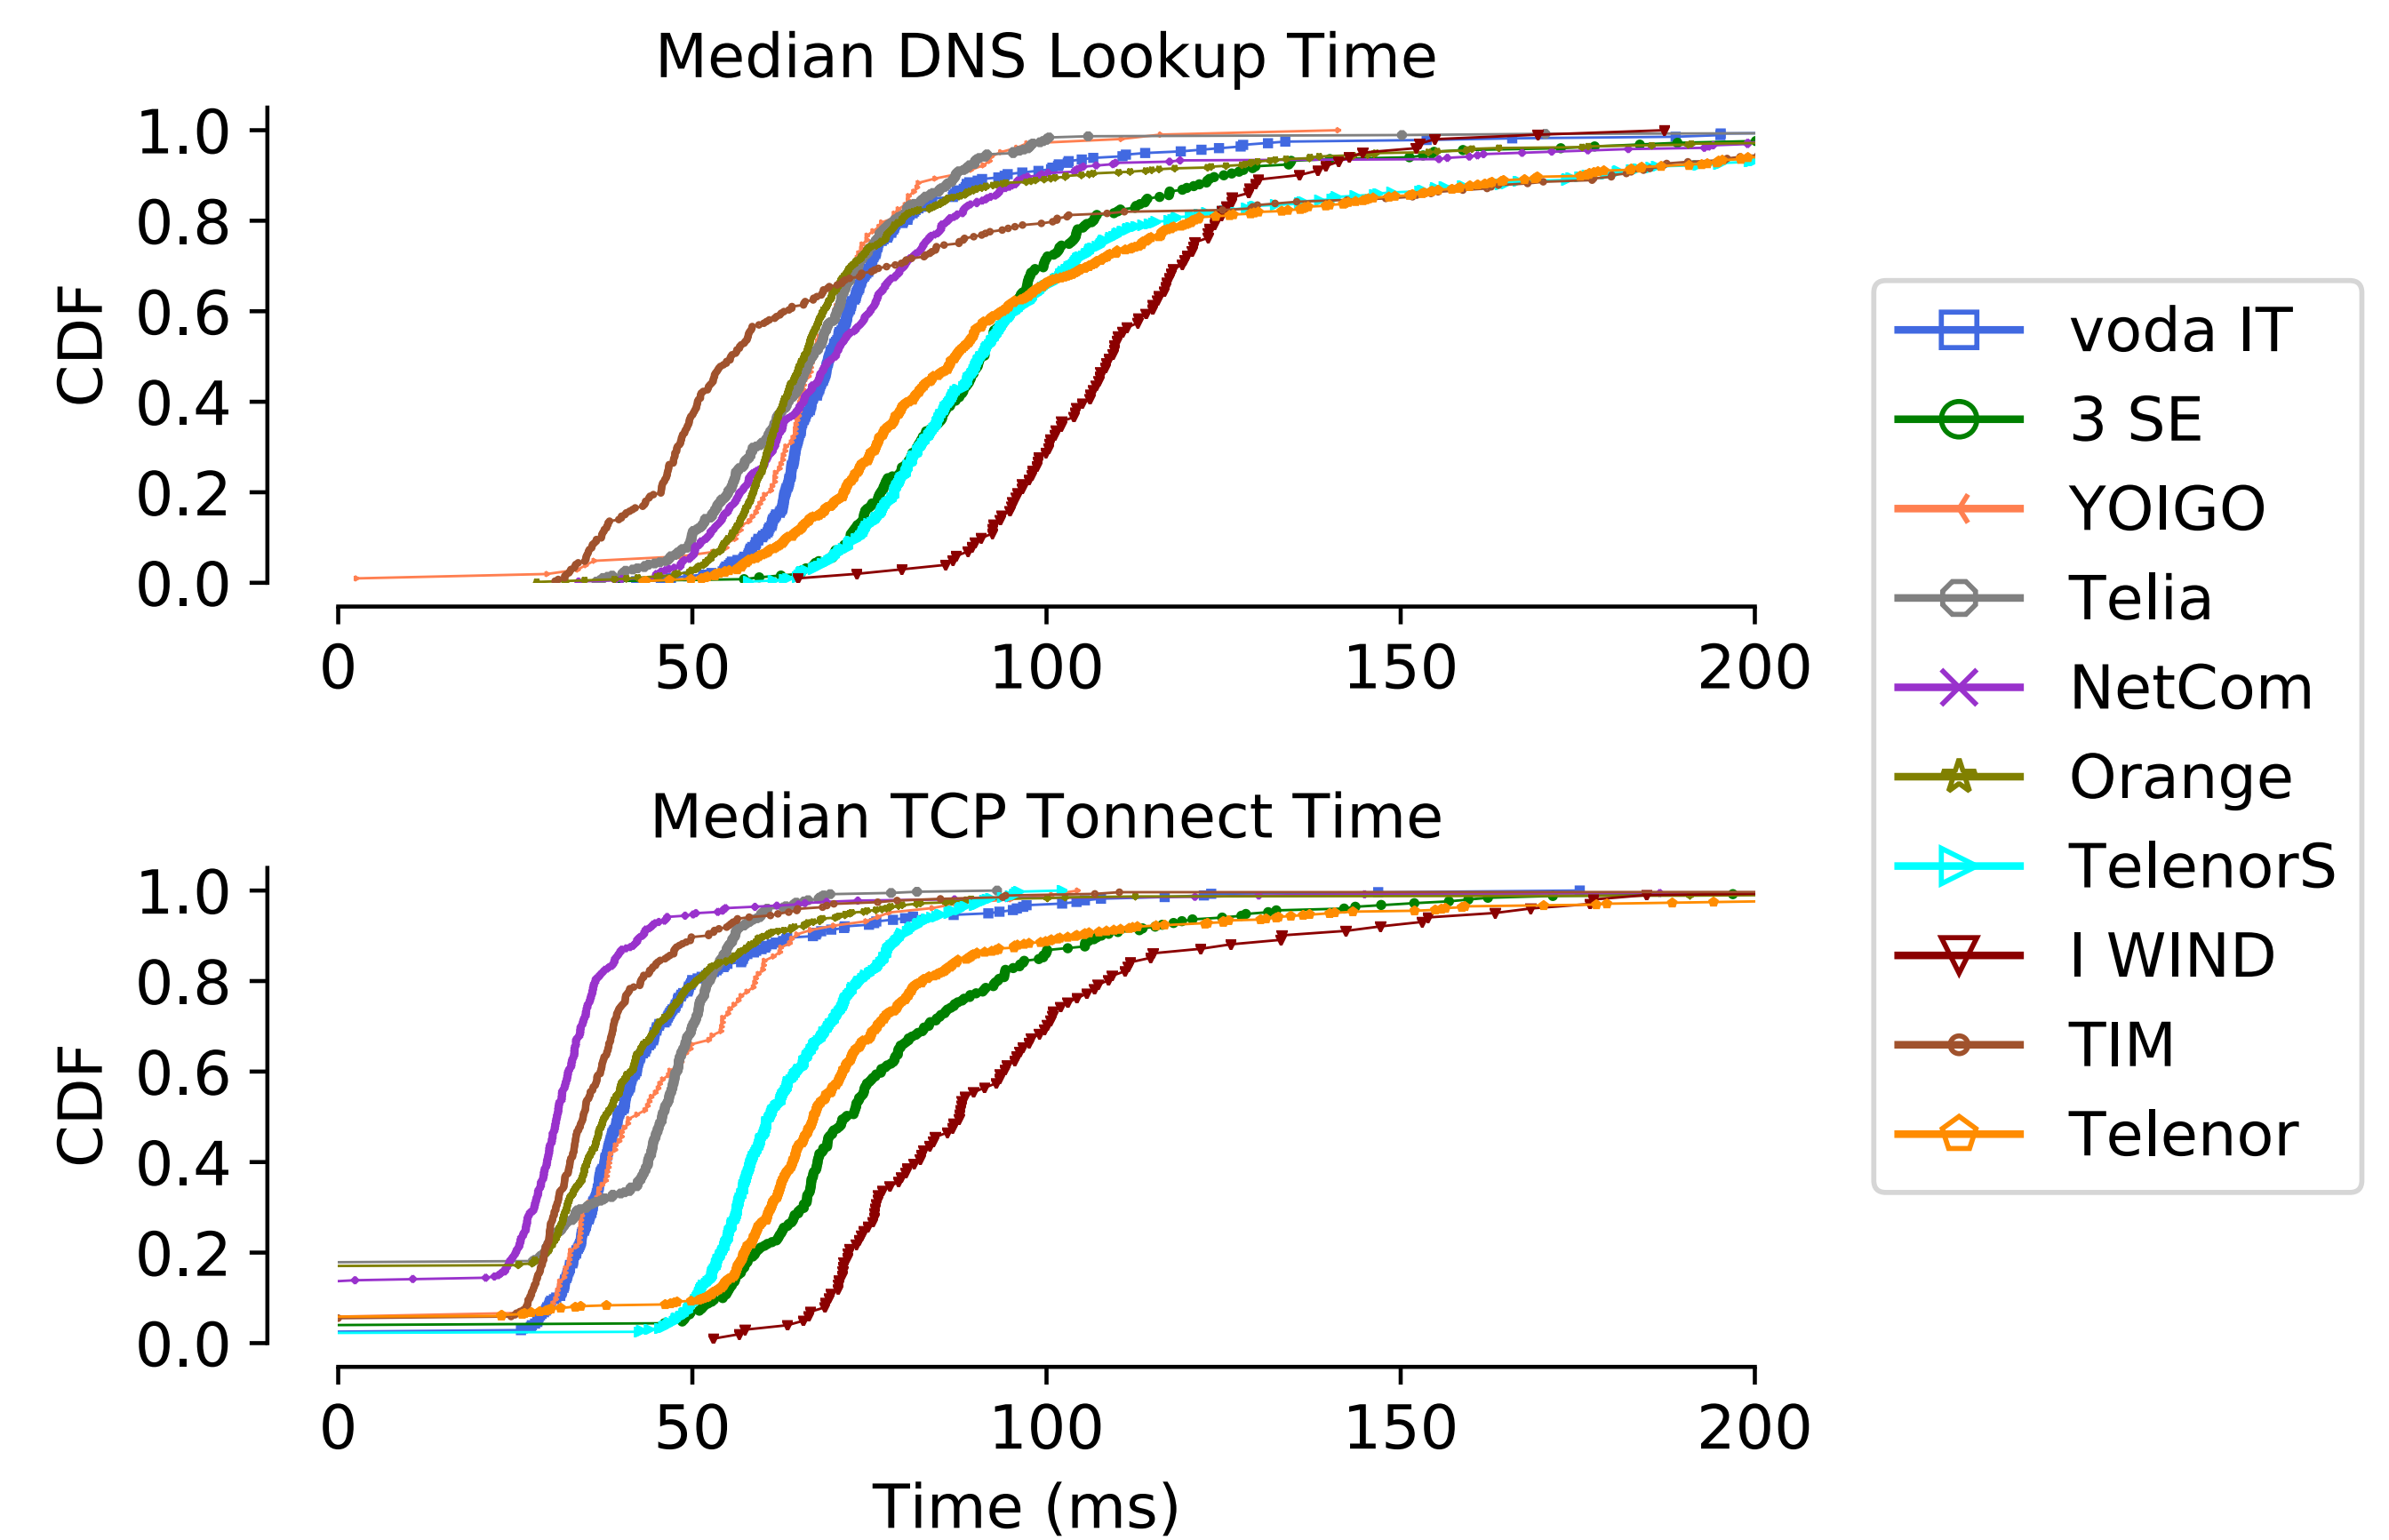 Median DNS Lookup Time
CDF
1.0
0.8
0.6
0.4
0.2
0.0
0 50 100 150 200
Median TCP Tonnect Time
CDF
1.0
0.8
0.6
0.4
0.2
0.0
0 50 100 150 200
Time (ms)
voda IT
3 SE
YOIGO
Telia
NetCom
Orange
TelenorS
I WIND
TIM
Telenor